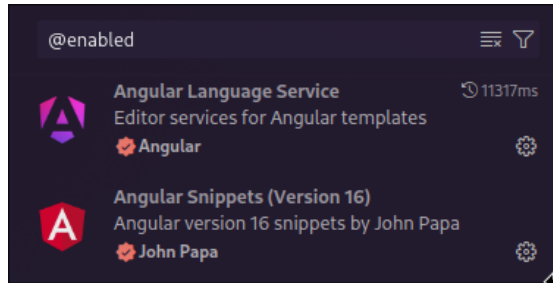 @enabled
Angular Language Service 11317ms
Editor services for Angular templates
Angular
Angular Snippets (Version 16)
Angular version 16 snippets by John Papa
John Papa